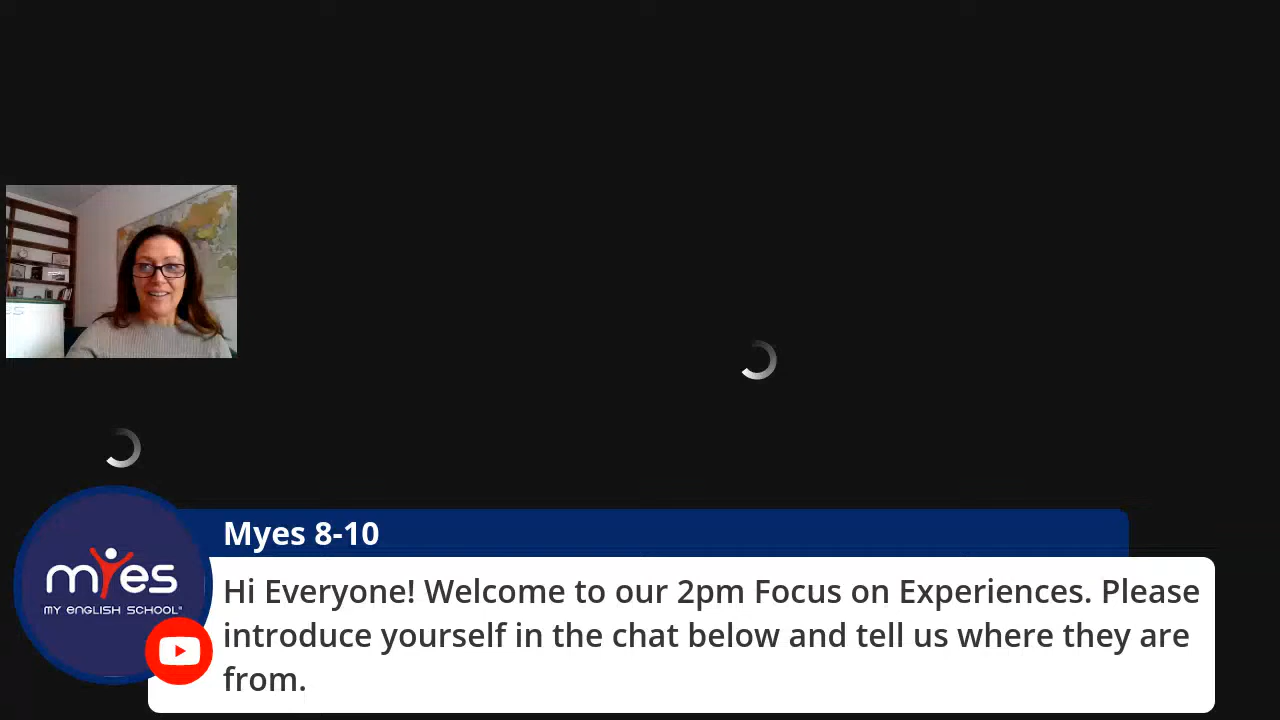 Myes 8-10
Hi Everyone! Welcome to our 2pm Focus on Experiences. Please
introduce yourself in the chat below and tell us where they are
from.
myes
MY ENGLISH SCHOOL